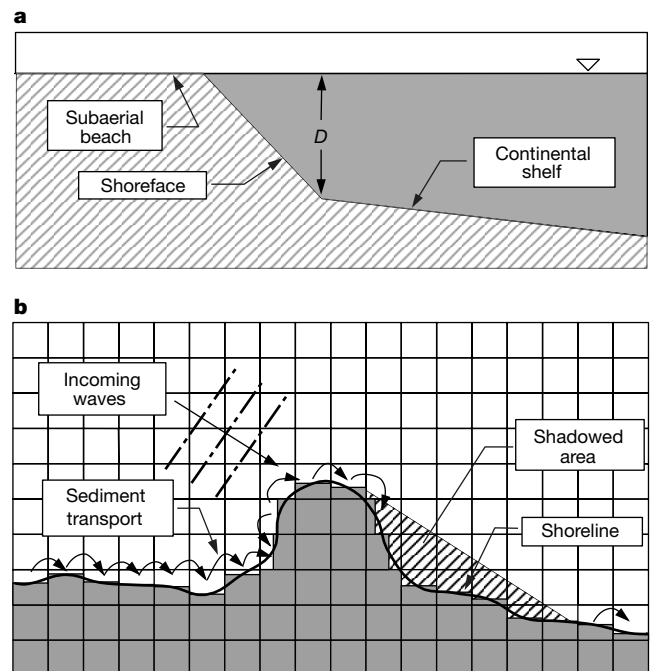 a
Subaerial
beach
D
Continental
shelf
Shoreface
b
Incoming
waves
Shadowed
area
Sediment
transport
Shoreline